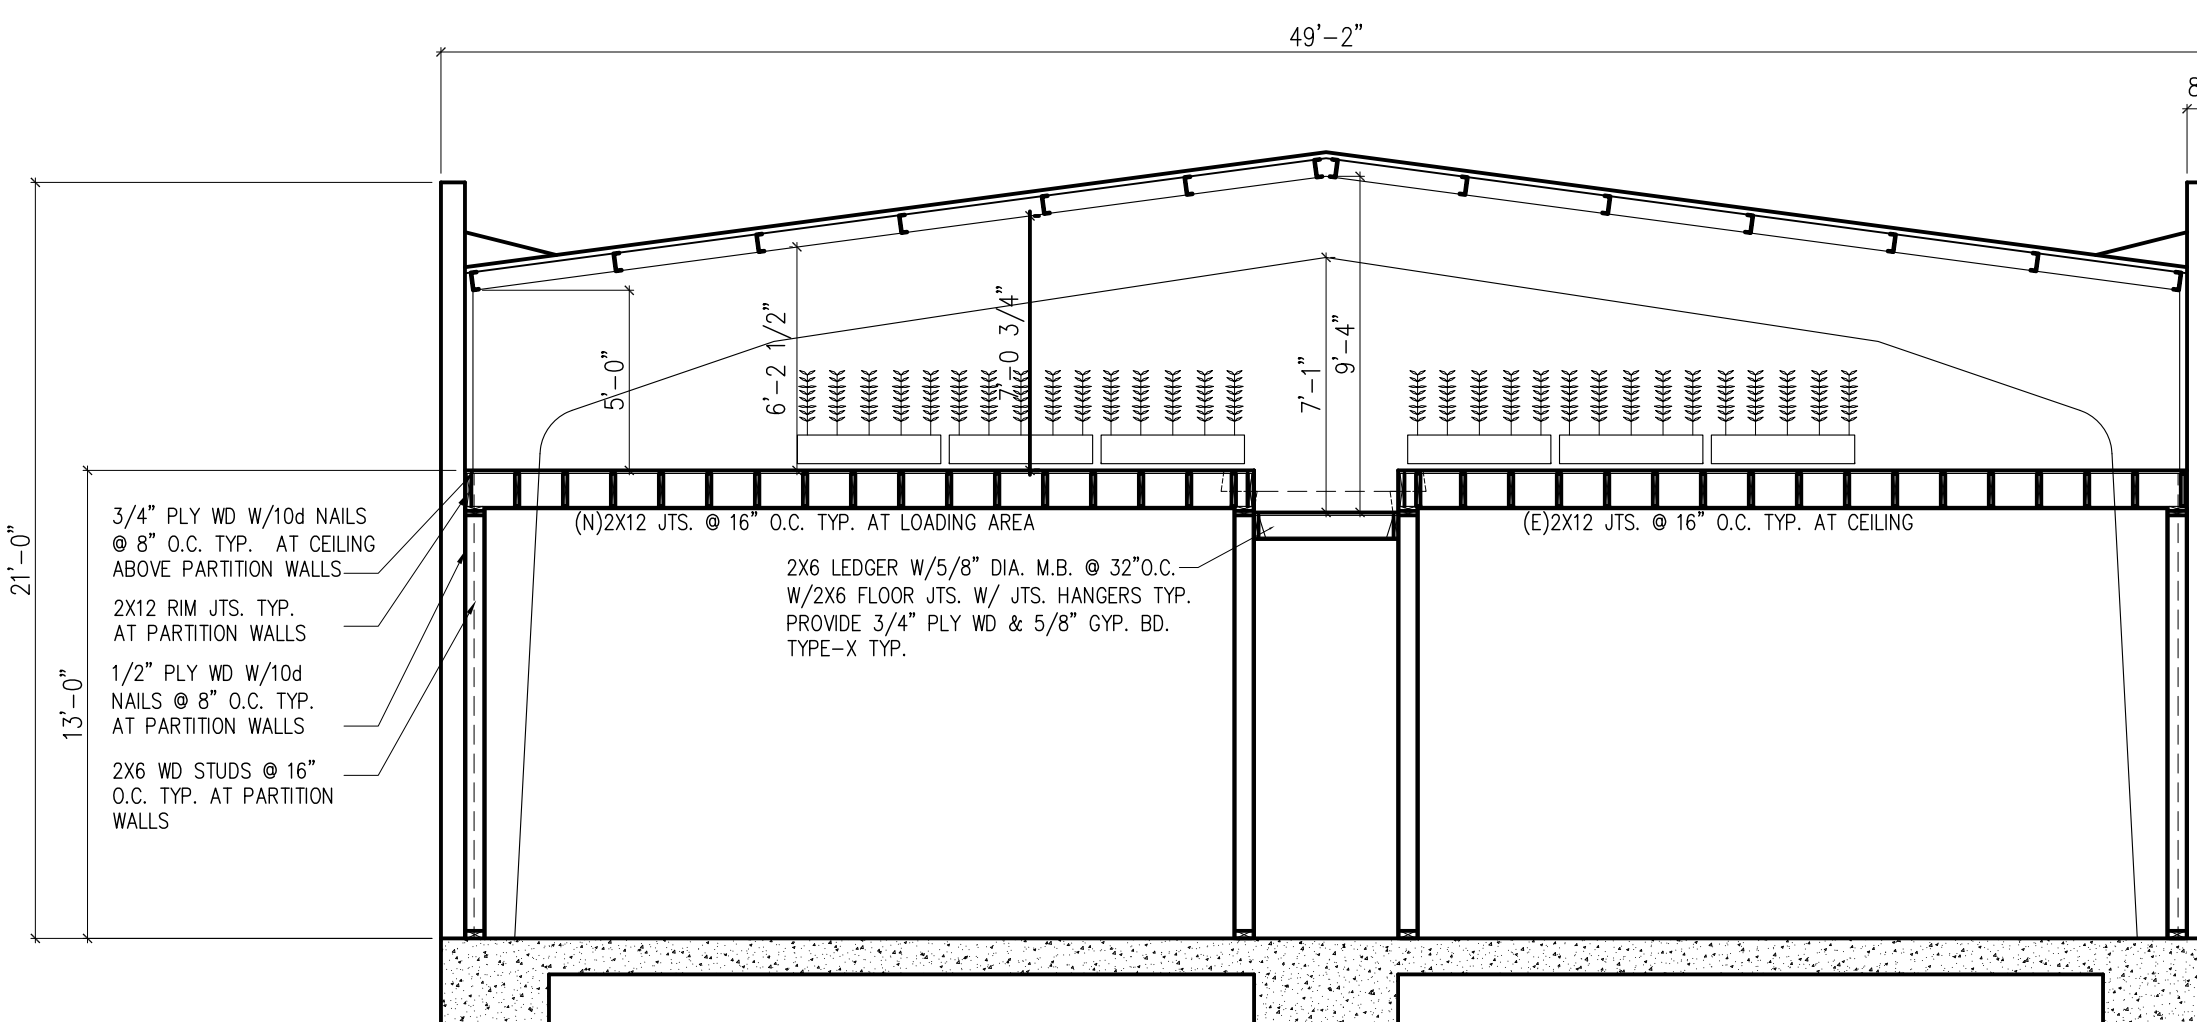 49'-2"
8
21'-0"
13'-0"
5'-0"
6'-2 1/2"
7'-0 3/4"
7'-1"
9'-4"
3/4" PLY WD W/10d NAILS
@ 8" O.C. TYP. AT CEILING
ABOVE PARTITION WALLS
2X12 RIM JTS. TYP.
AT PARTITION WALLS
1/2" PLY WD W/10d
NAILS @ 8" O.C. TYP.
AT PARTITION WALLS
2X6 WD STUDS @ 16"
O.C. TYP. AT PARTITION
WALLS
(N)2X12 JTS. @ 16" O.C. TYP. AT LOADING AREA
2X6 LEDGER W/5/8" DIA. M.B. @ 32"O.C.
W/2X6 FLOOR JTS. W/ JTS. HANGERS TYP.
PROVIDE 3/4" PLY WD & 5/8" GYP. BD.
TYPE-X TYP.
(E)2X12 JTS. @ 16" O.C. TYP. AT CEILING